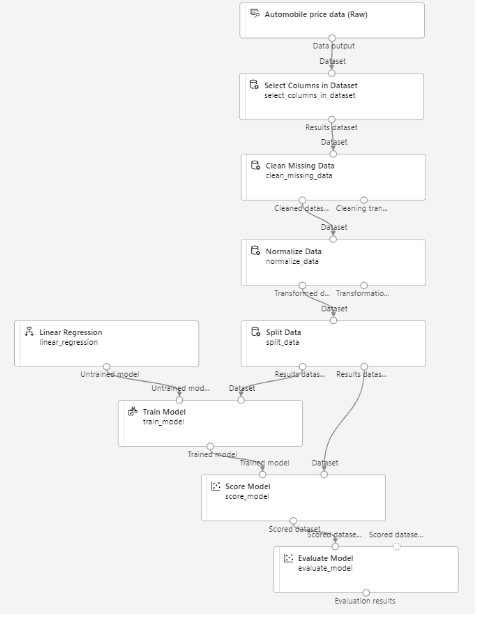 Automobile price data (Raw)
Data output
Dataset
Select Columns in Dataset
select_columns_in_dataset
Results dataset
Dataset
Clean Missing Data
clean_missing_data
Cleaned datas... Cleaning tran...
Dataset
Normalize Data
normalize_data
Transformed d... Transformatio...
Dataset
Linear Regression
linear_regression
Split Data
split_data
Untrained model
Results datas... Results datas...
Untrained mod... Dataset
Train Model
train_model
Trained model
Trained model Dataset
Score Model
score_model
Scored dataset
Scored datase... Scored datase...
Evaluate Model
evaluate_model
Evaluation results